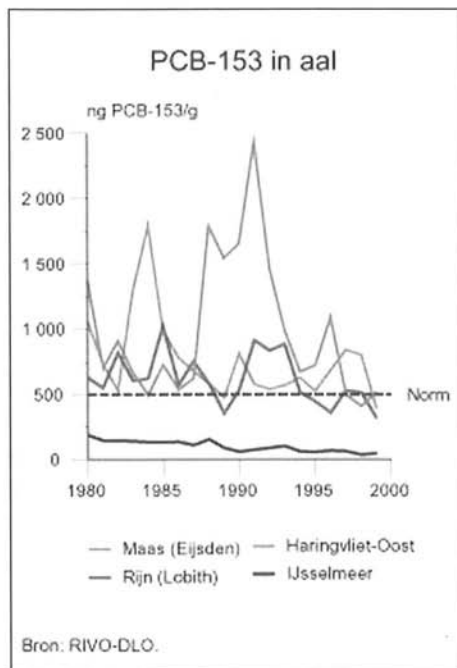 PCB-153 in aal
ng PCB-153/g
2 500
2 000
1 500
1 000
500
Norm
0
1980 1985 1990 1995 2000
Maas (Eijsden) Haringvliet-Oost
Rijn (Lobith) IJsselmeer
Bron: RIVO-DLO.